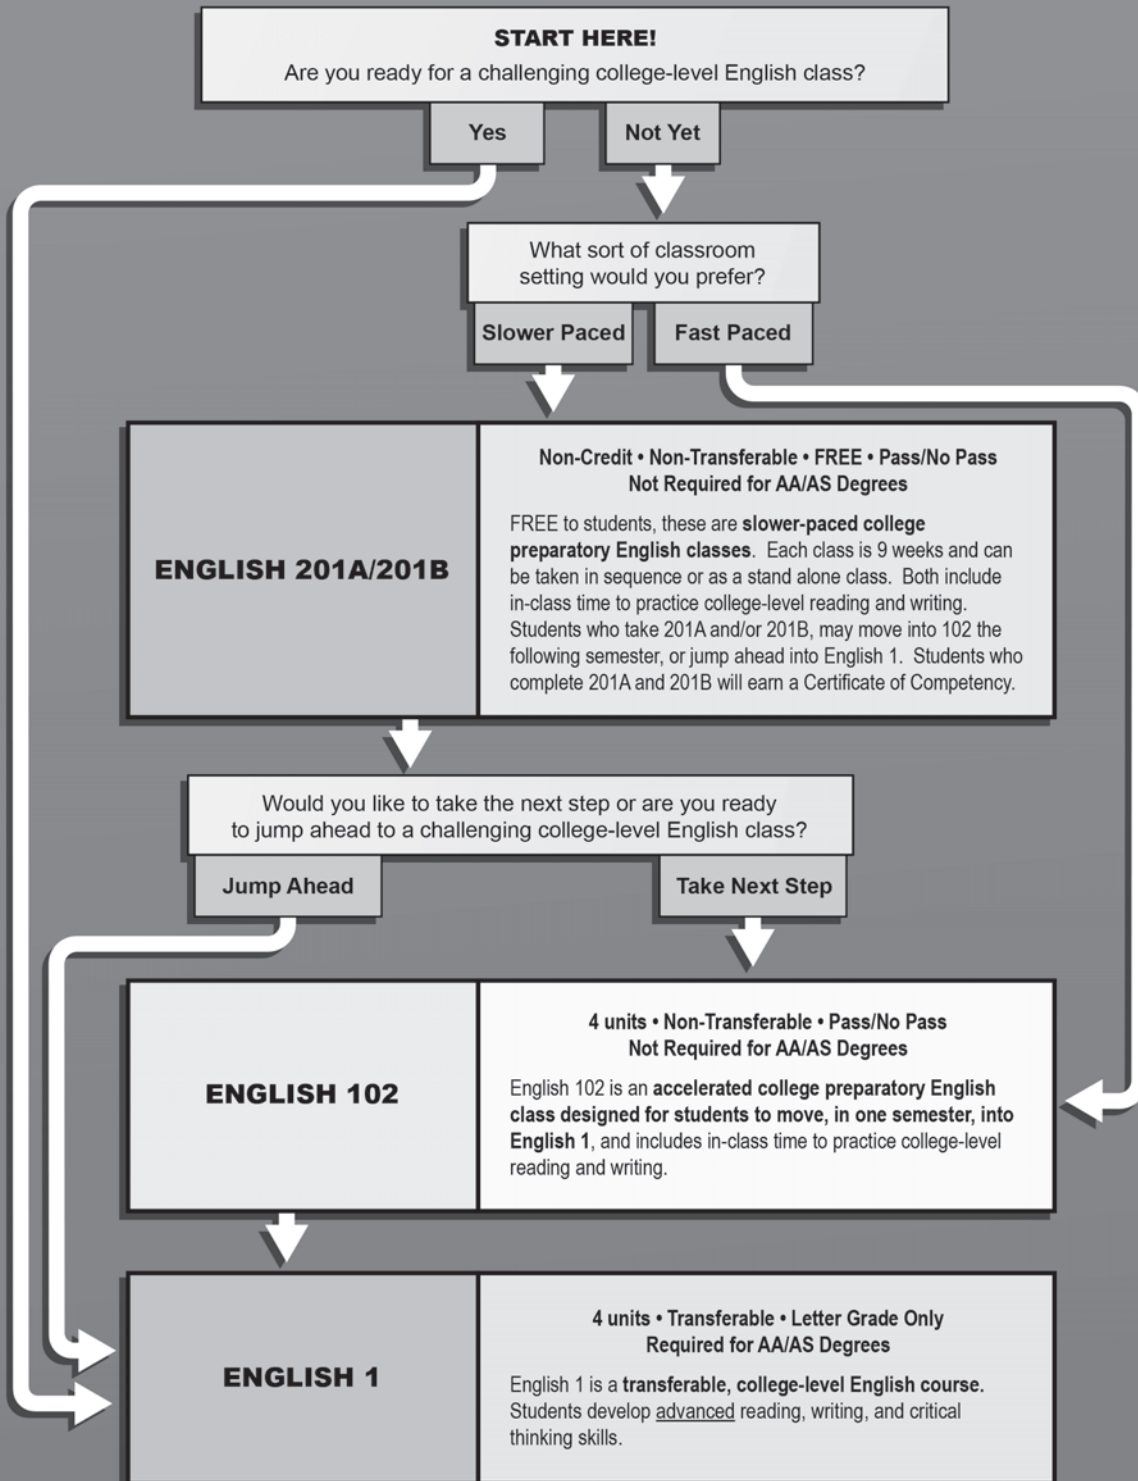 START HERE!
Are you ready for a challenging college-level English class?
Yes
Not Yet
What sort of classroom
setting would you prefer?
Slower Paced
Fast Paced
ENGLISH 201A/201B
Non-Credit • Non-Transferable • FREE • Pass/No Pass
Not Required for AA/AS Degrees
FREE to students, these are slower-paced college
preparatory English classes. Each class is 9 weeks and can
be taken in sequence or as a stand alone class. Both include
in-class time to practice college-level reading and writing.
Students who take 201A and/or 201B, may move into 102 the
following semester, or jump ahead into English 1. Students who
complete 201A and 201B will earn a Certificate of Competency.
Would you like to take the next step or are you ready
to jump ahead to a challenging college-level English class?
Jump Ahead
Take Next Step
ENGLISH 102
4 units • Non-Transferable • Pass/No Pass
Not Required for AA/AS Degrees
English 102 is an accelerated college preparatory English
class designed for students to move, in one semester, into
English 1, and includes in-class time to practice college-level
reading and writing.
ENGLISH 1
4 units • Transferable • Letter Grade Only
Required for AA/AS Degrees
English 1 is a transferable, college-level English course.
Students develop advanced reading, writing, and critical
thinking skills.